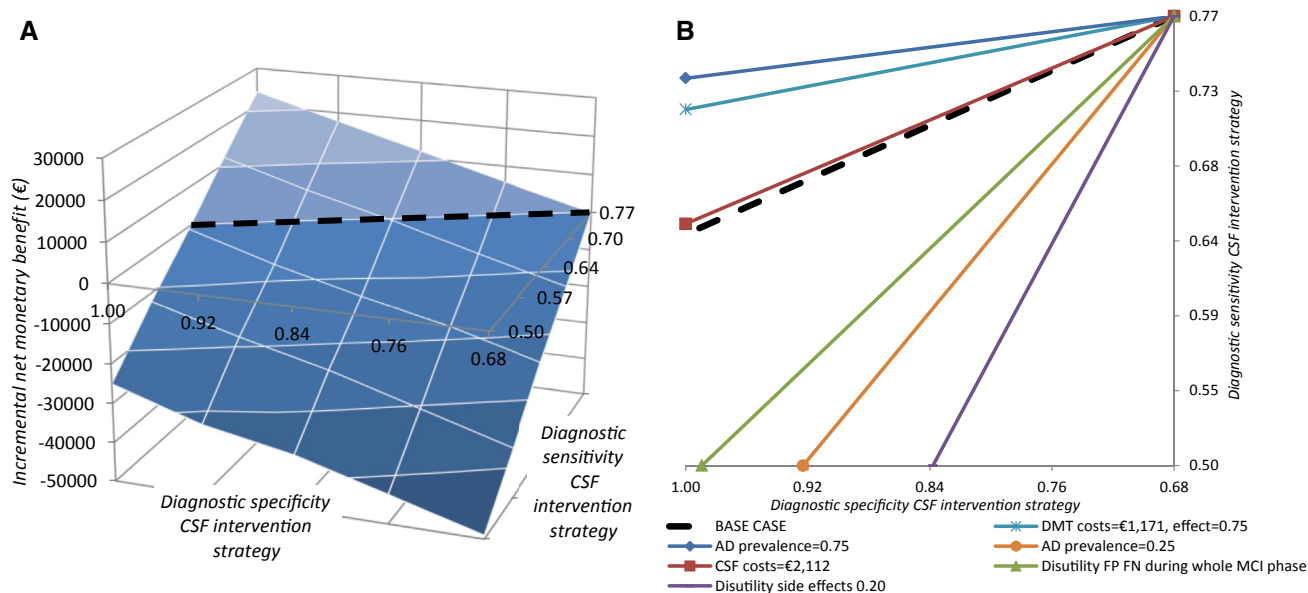 A
Incremental net monetary benefit (€)
30000
20000
10000
0
-10000
-20000
-30000
-40000
-50000
1.00
0.92
0.84
0.76
0.68
0.77
0.70
0.64
0.57
0.50
Diagnostic specificity
CSF intervention
strategy
Diagnostic
sensitivity
CSF
intervention
strategy
B
0.77
0.73
0.68
0.64
0.59
0.55
0.50
Diagnostic sensitivity CSF intervention strategy
1.00 0.92 0.84 0.76 0.68
Diagnostic specificity CSF intervention strategy
BASE CASE
DMT costs=€1,171, effect=0.75
AD prevalence=0.75
AD prevalence=0.25
CSF costs=€2,112
Disutility FP FN during whole MCI phase
Disutility side effects 0.20